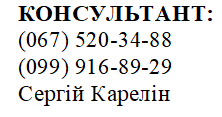 КОНСУЛЬТАНТ:
(067) 520-34-88
(099) 916-89-29
Сергій Карелін